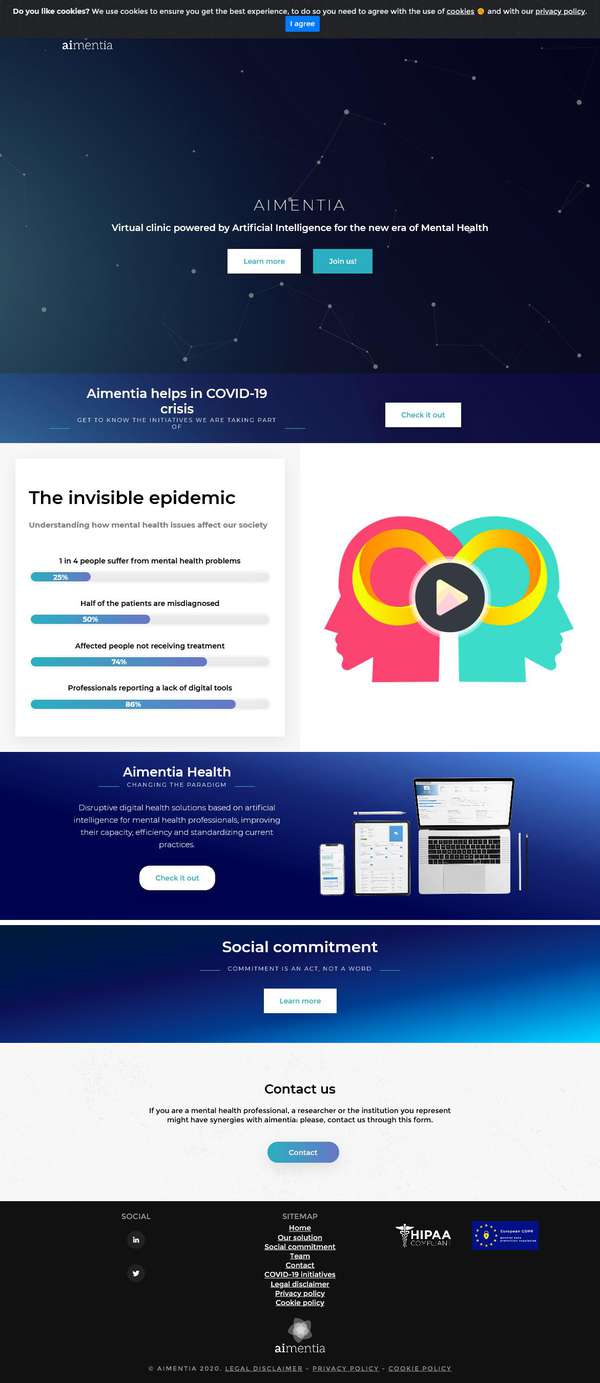 Do you like cookies? We use cookies to ensure you get the best experience, to do so you need to agree with the use of cookies 🍪 and with our privacy policy.
I agree
aimentia
AIMENTIA
Virtual clinic powered by Artificial Intelligence for the new era of Mental Health
Learn more
Join us!
Aimentia helps in COVID-19
crisis
GET TO KNOW THE INITIATIVES WE ARE TAKING PART
OF
Check it out
The invisible epidemic
Understanding how mental health issues affect our society
1 in 4 people suffer from mental health problems
25%
Half of the patients are misdiagnosed
50%
Affected people not receiving treatment
74%
Professionals reporting a lack of digital tools
86%
Aimentia Health
CHANGING THE PARADIGM
Disruptive digital health solutions based on artificial
intelligence for mental health professionals, improving
their capacity, efficiency and standardizing current
practices.
Check it out
Social commitment
COMMITMENT IS AN ACT, NOT A WORD
Learn more
Contact us
If you are a mental health professional, a researcher or the institution you represent
might have synergies with aimentia: please, contact us through this form.
Contact
SOCIAL
SITEMAP
Home
Our solution
Social commitment
Team
Contact
COVID-19 initiatives
Legal disclaimer
Privacy policy
Cookie policy
HIPAA
COMPLIANT
European GDPR
general data
protection regulation
aimentia
© AIMENTIA 2020. LEGAL DISCLAIMER - PRIVACY POLICY - COOKIE POLICY